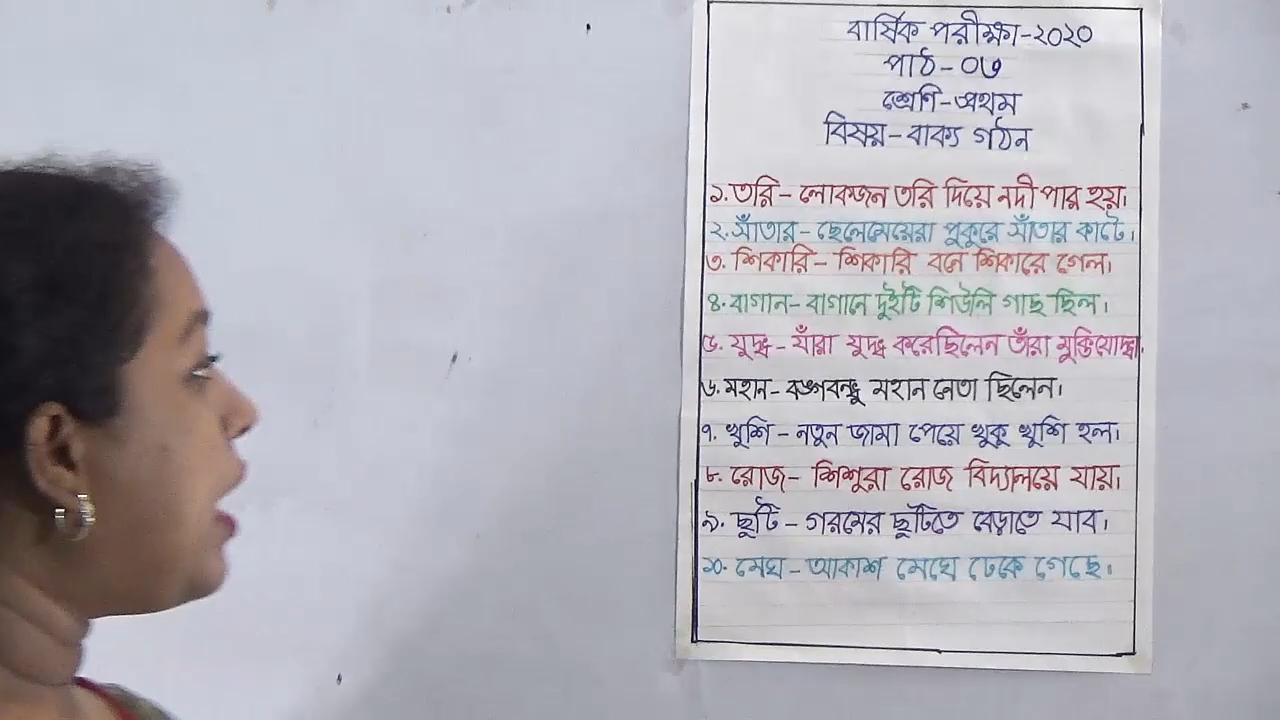 বার্ষিক পরীক্ষা-২০২০
পাঠ-০৬
শ্রেণি-প্রথম
বিষয়-বাক্য গঠন
১. তরি - লোকজন তরি দিয়ে নদী পার হয়।
২. সাঁতার - ছেলেমেয়েরা পুকুরে সাঁতার কাটে।
৩. শিকারি - শিকারি বনে শিকারে গেল।
৪. বাগান - বাগানে দুইটি শিউলি গাছ ছিল।
৫. যুদ্ধ - যাঁরা যুদ্ধ করেছিলেন তাঁরা মুক্তিযোদ্ধা।
৬. মহান - বঙ্গবন্ধু মহান নেতা ছিলেন।
৭. খুশি - নতুন জামা পেয়ে খুকু খুশি হল।
৮. রোজ - শিশুরা রোজ বিদ্যালয়ে যায়।
৯. ছুটি - গরমের ছুটিতে বেড়াতে যাব।
১০. মেঘ - আকাশ মেঘে ঢেকে গেছে।